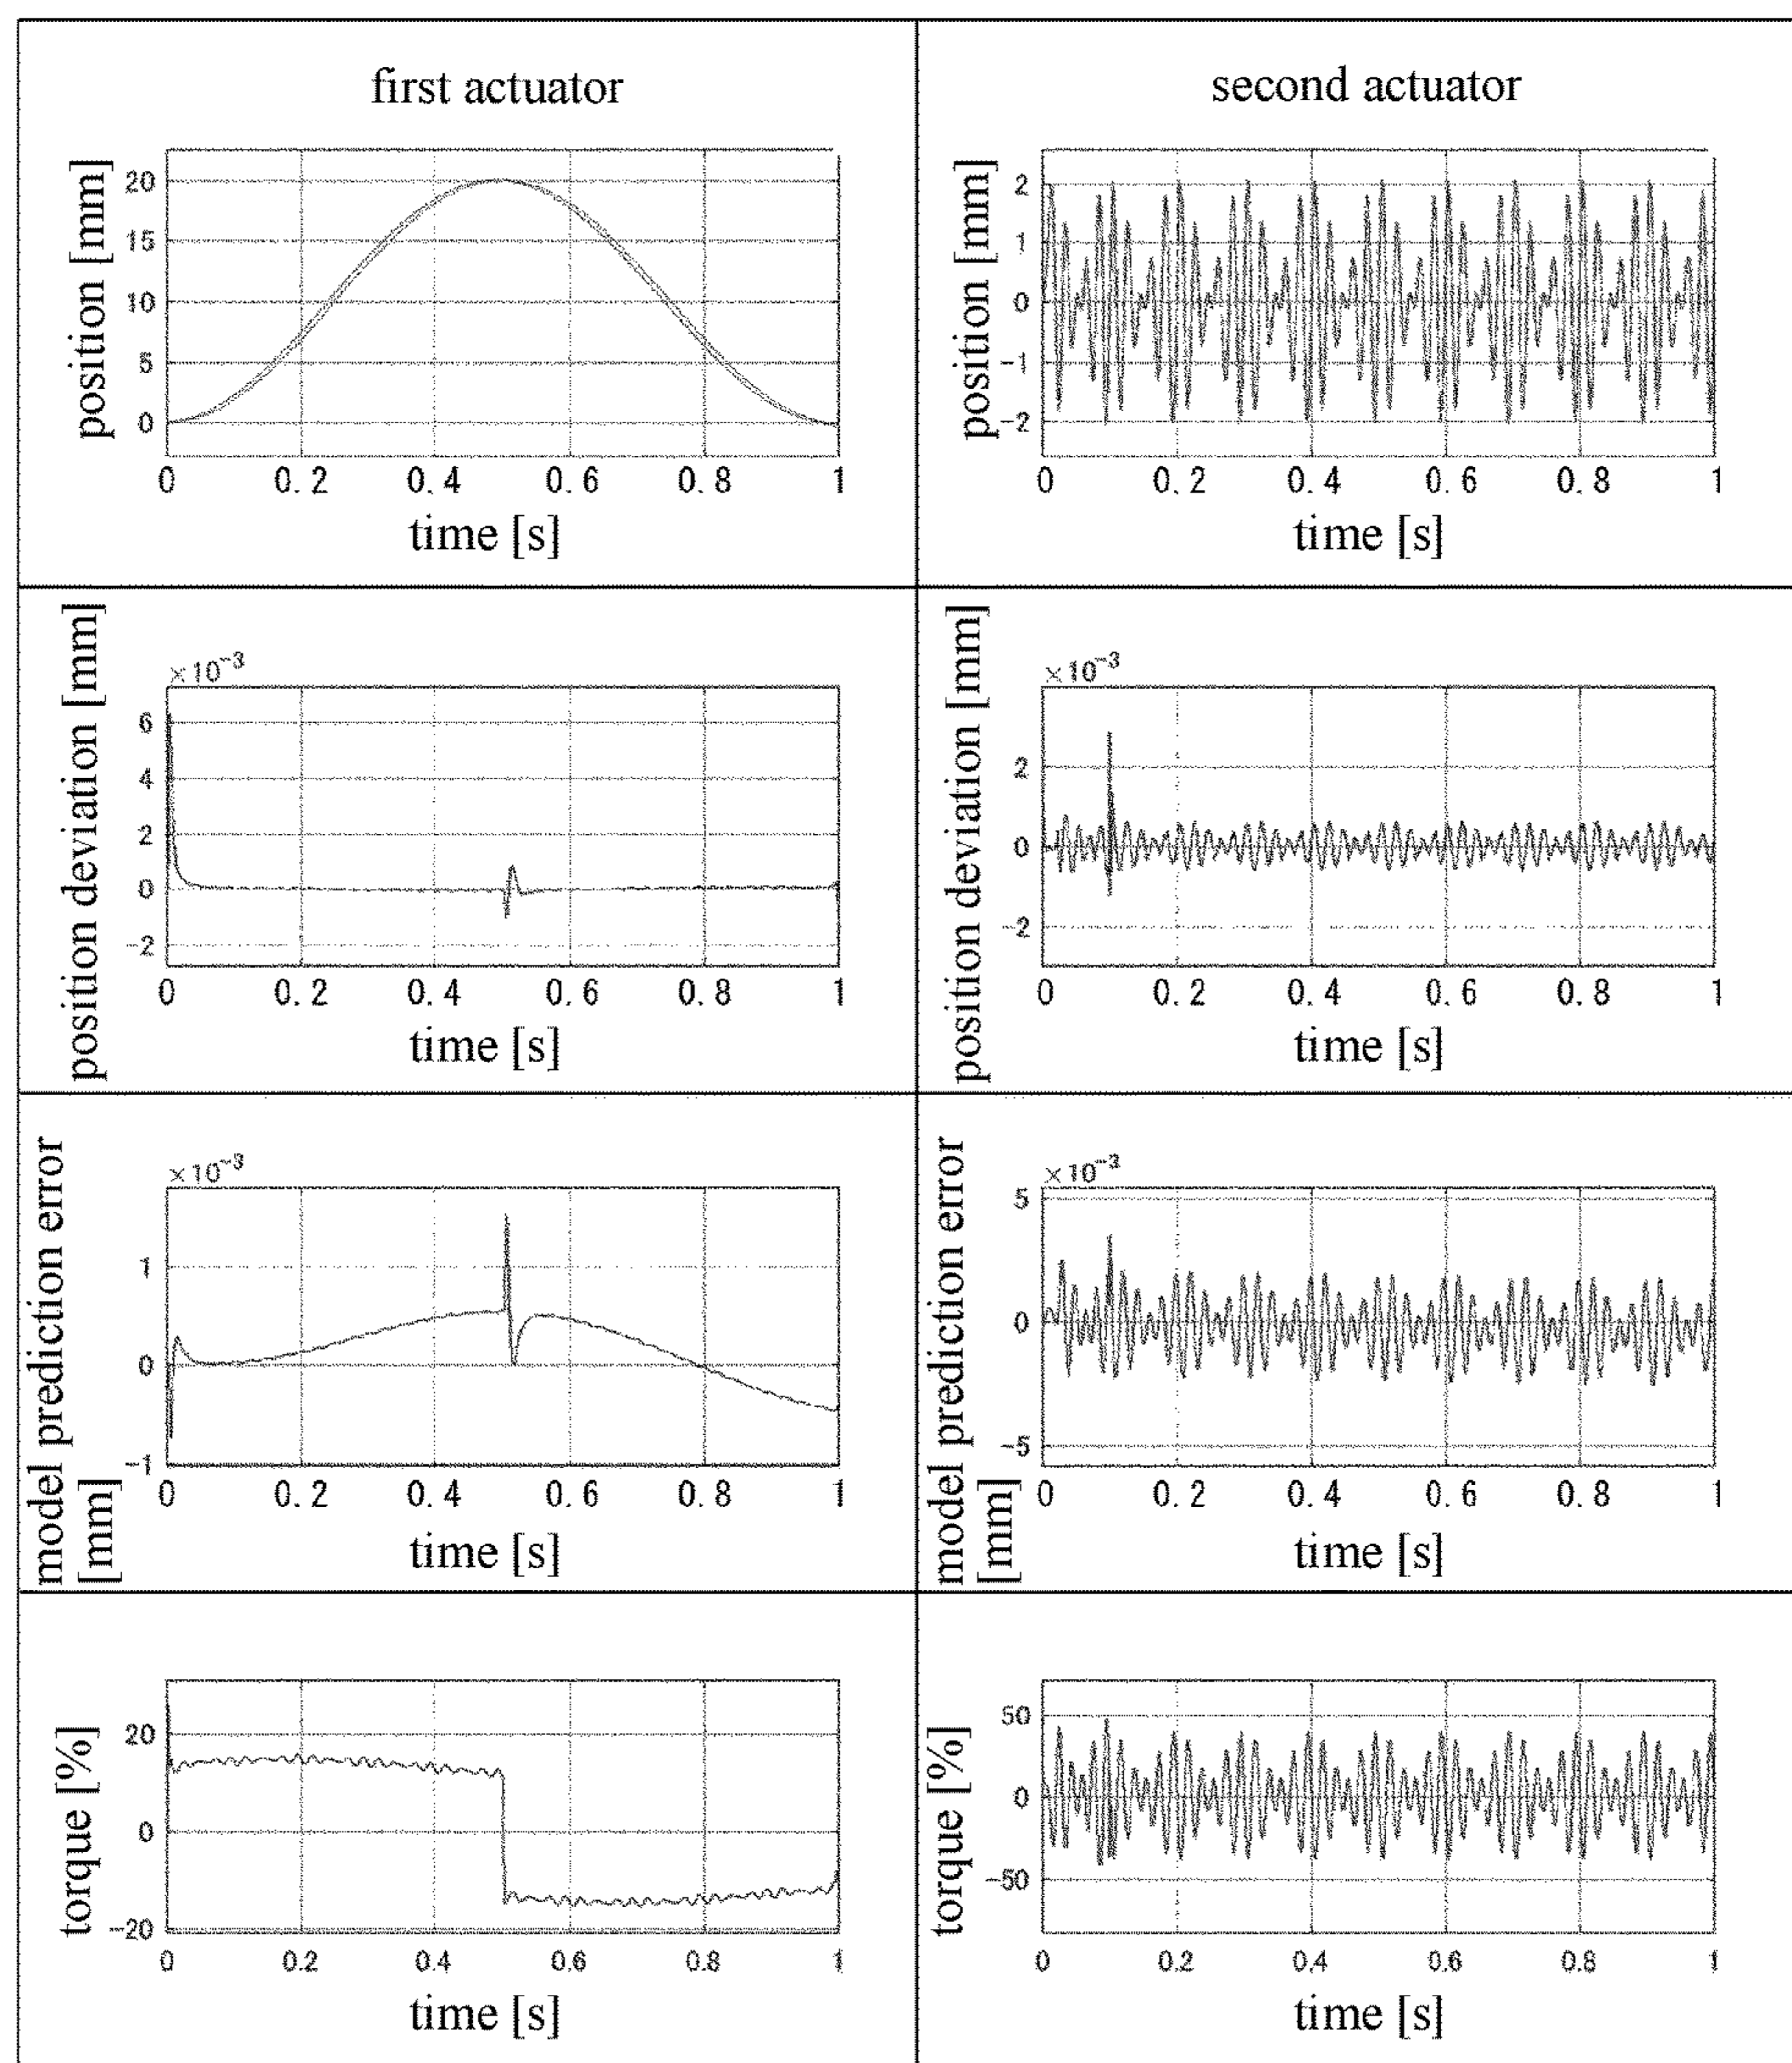 first actuator
second actuator
position [mm]
20
15
10
5
0
0 0.2 0.4 0.6 0.8 1
time [s]
position [mm]
2
1
0
-1
-2
0 0.2 0.4 0.6 0.8 1
time [s]
position deviation [mm]
×10-3
6
4
2
0
-2
0 0.2 0.4 0.6 0.8 1
time [s]
position deviation [mm]
×10-3
2
0
-2
0 0.2 0.4 0.6 0.8 1
time [s]
model prediction error
[mm]
×10-3
1
0
-1
0 0.2 0.4 0.6 0.8 1
time [s]
model prediction error
[mm]
×10-3
5
0
-5
0 0.2 0.4 0.6 0.8 1
time [s]
torque [%]
20
0
-20
0 0.2 0.4 0.6 0.8 1
time [s]
torque [%]
50
0
-50
0 0.2 0.4 0.6 0.8 1
time [s]